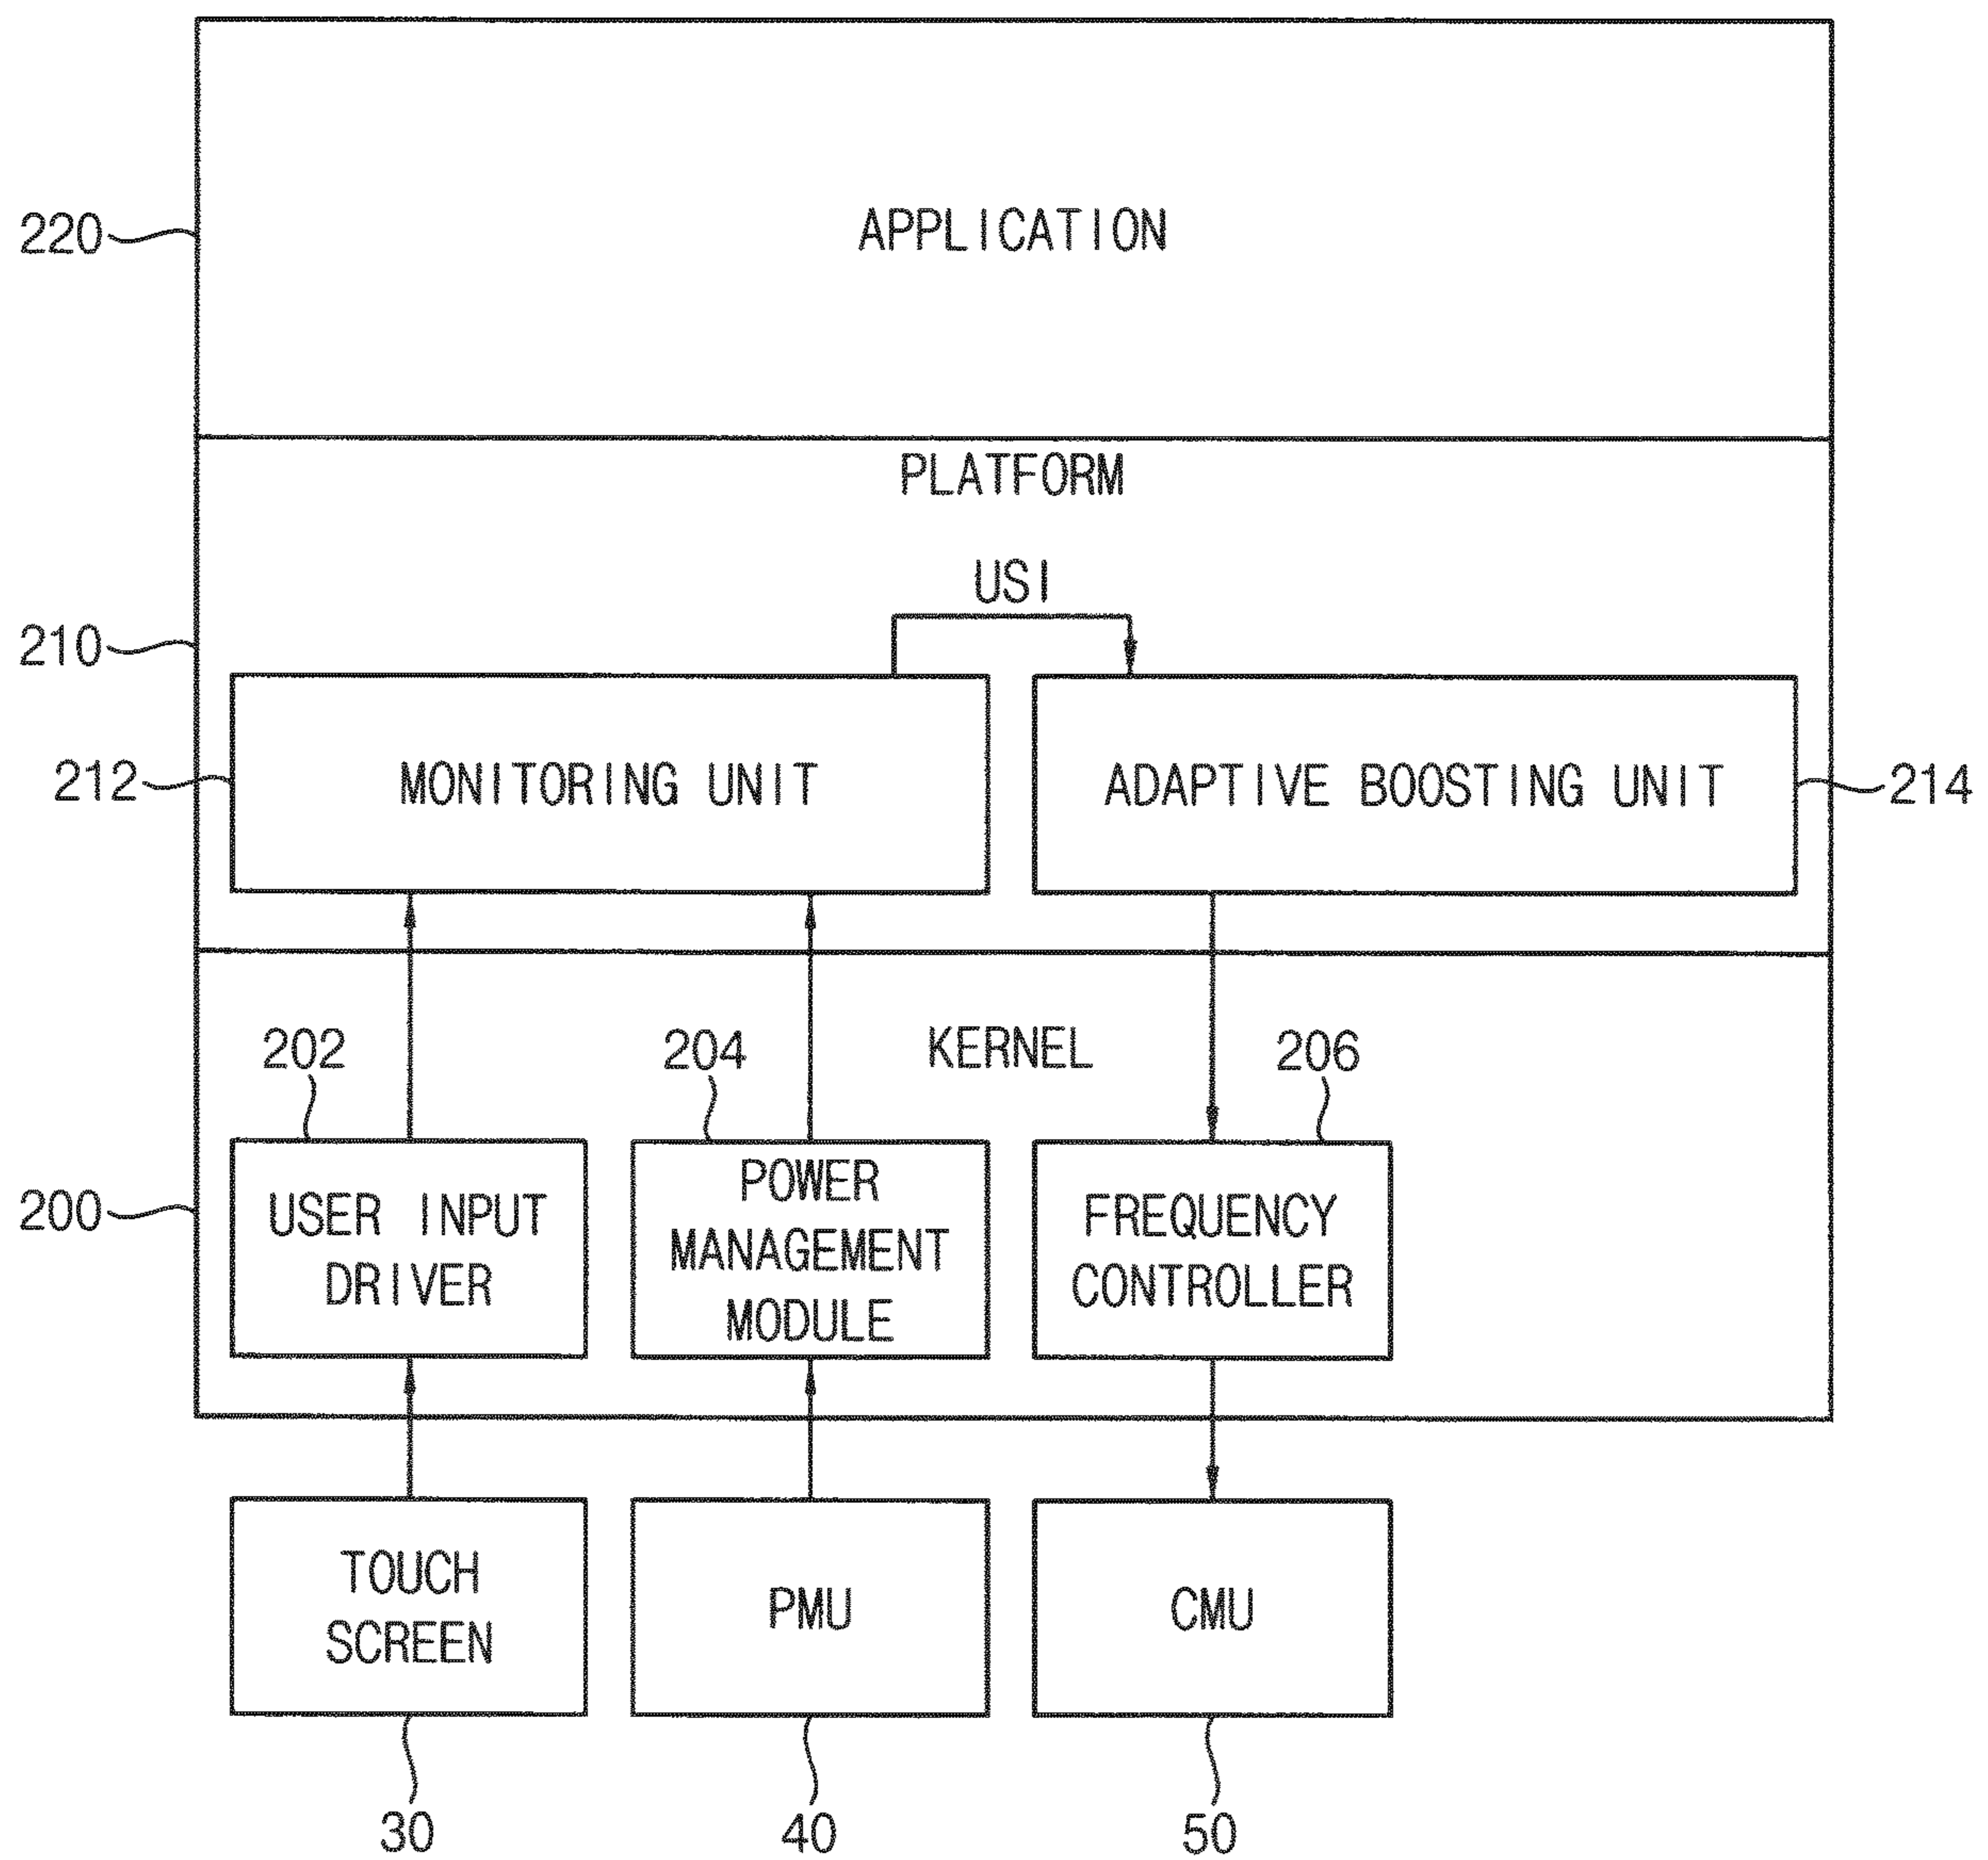 220
APPLICATION
PLATFORM
USI
210
212
MONITORING UNIT
ADAPTIVE BOOSTING UNIT
214
202
204
KERNEL
206
200
USER INPUT
DRIVER
POWER
MANAGEMENT
MODULE
FREQUENCY
CONTROLLER
TOUCH
SCREEN
PMU
CMU
30
40
50